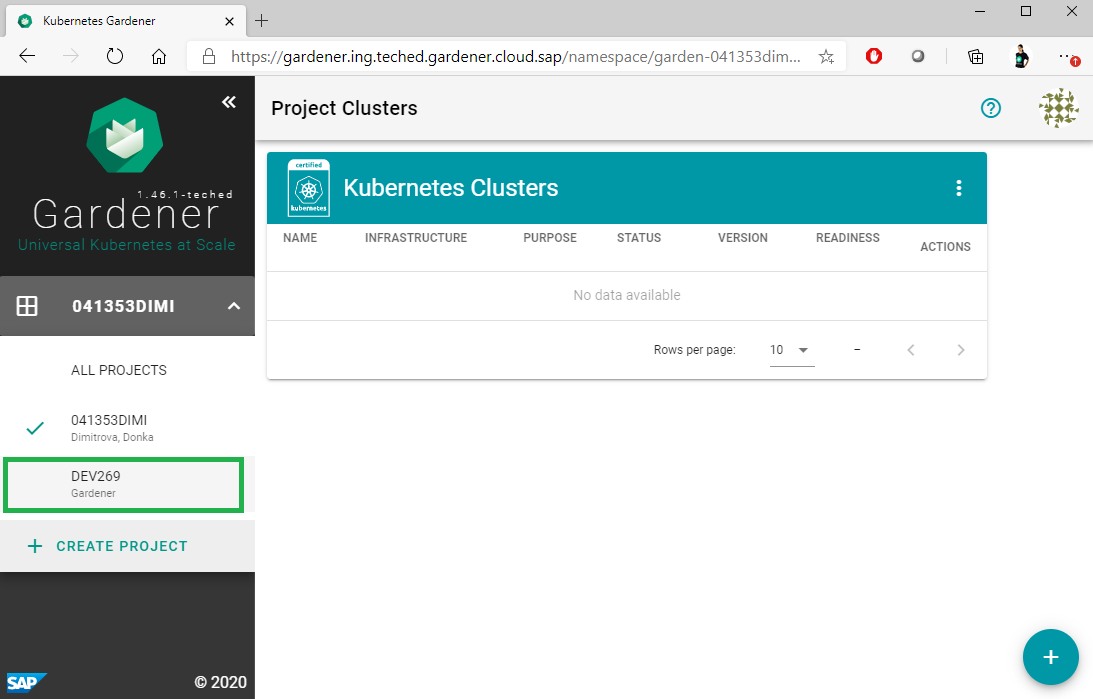 Kubernetes Gardener
https://gardener.ing.teched.gardener.cloud.sap/namespace/garden-041353dim...
1.46.1-teched
Gardener
Universal Kubernetes at Scale
041353DIMI
ALL PROJECTS
041353DIMI
Dimitrova, Donka
DEV269
Gardener
+ CREATE PROJECT
SAP
© 2020
Project Clusters
certified
kubernetes
Kubernetes Clusters
NAME INFRASTRUCTURE PURPOSE STATUS VERSION READINESS ACTIONS
No data available
Rows per page: 10 –